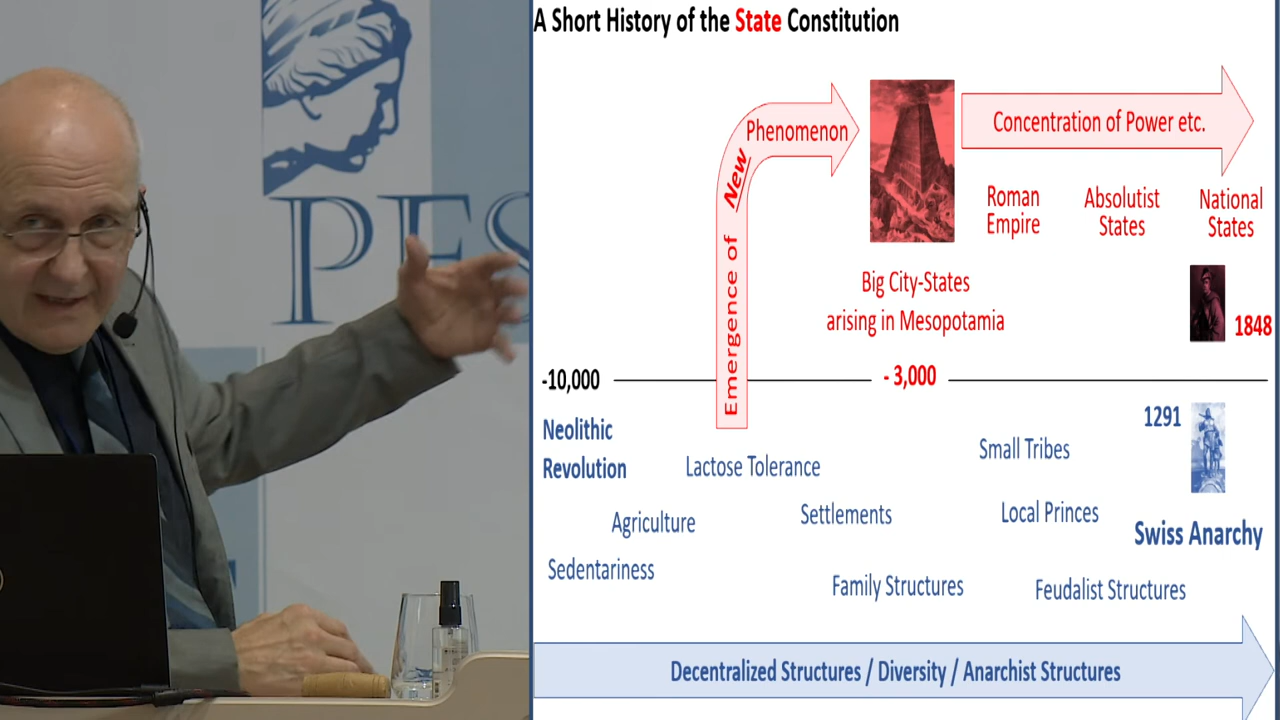 PFS
A Short History of the State Constitution
Emergence of New Phenomenon
Concentration of Power etc.
Roman
Empire
Absolutist
States
National
States
Big City-States
arising in Mesopotamia
1848
-10,000
- 3,000
Neolithic
Revolution
1291
Lactose Tolerance
Small Tribes
Agriculture
Settlements
Local Princes
Swiss Anarchy
Sedentariness
Family Structures
Feudalist Structures
Decentralized Structures / Diversity / Anarchist Structures